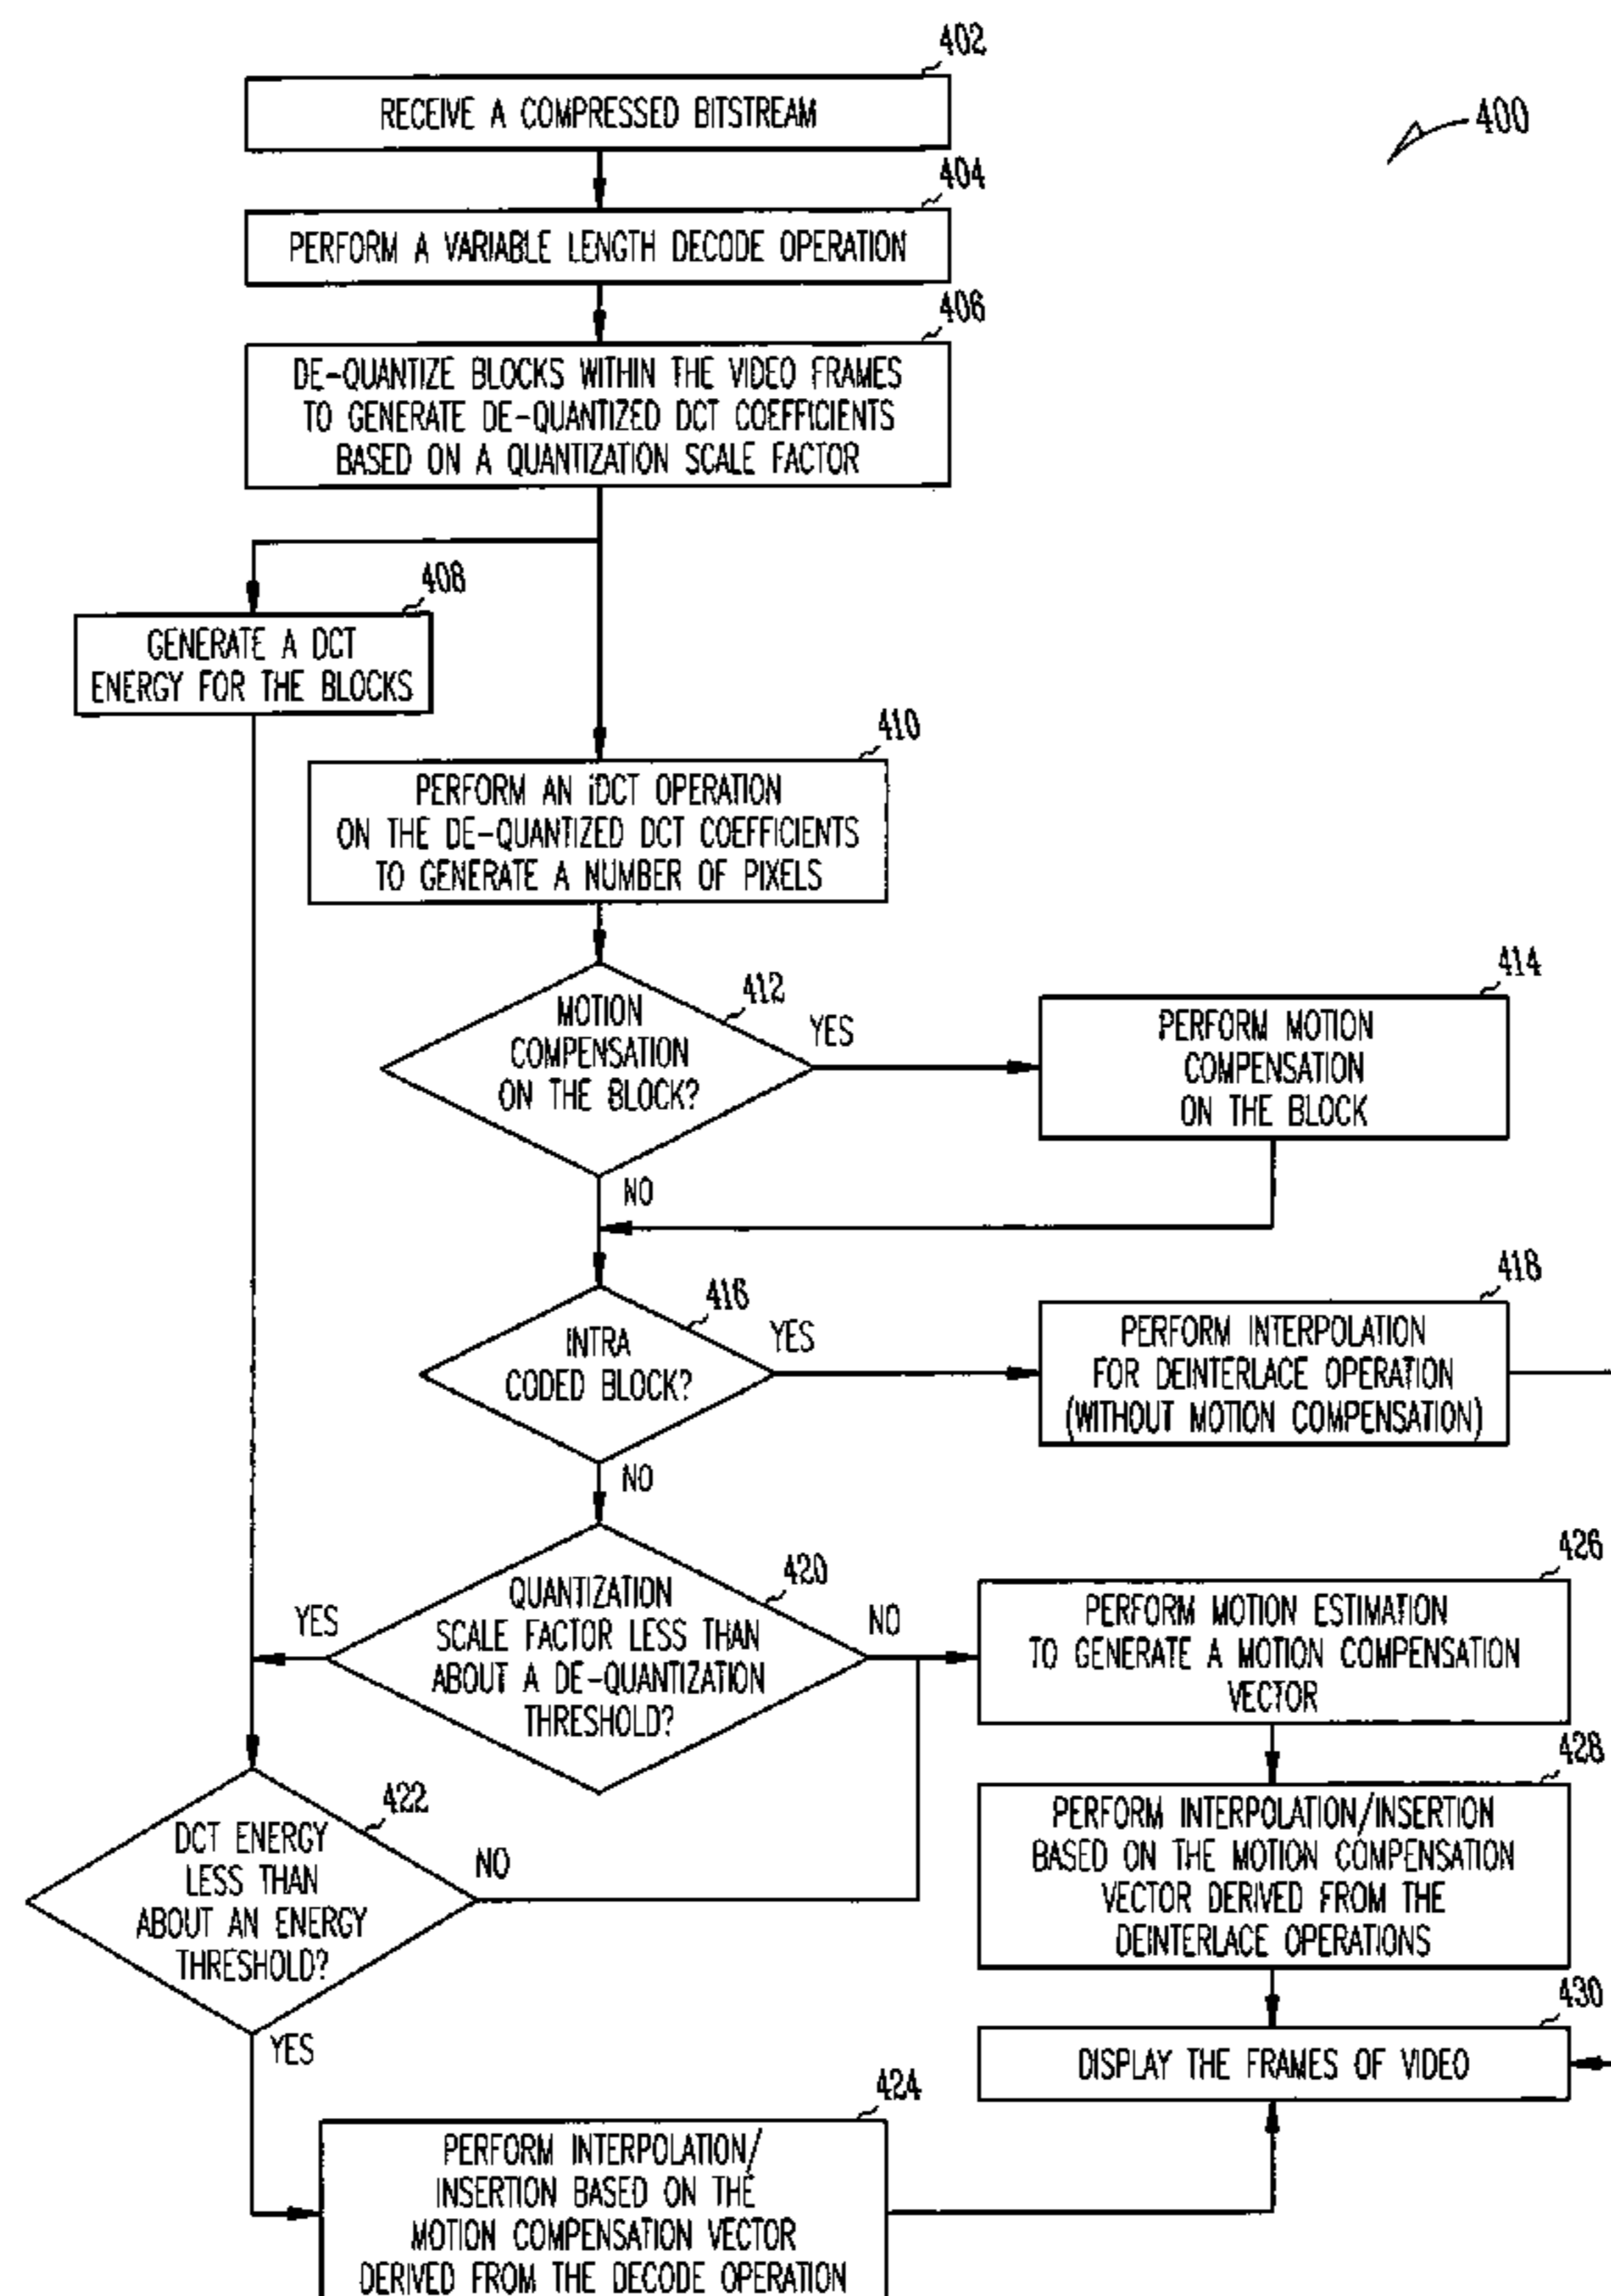 402
RECEIVE A COMPRESSED BITSTREAM
400
404
PERFORM A VARIABLE LENGTH DECODE OPERATION
406
DE-QUANTIZE BLOCKS WITHIN THE VIDEO FRAMES
TO GENERATE DE-QUANTIZED DCT COEFFICIENTS
BASED ON A QUANTIZATION SCALE FACTOR
408
GENERATE A DCT
ENERGY FOR THE BLOCKS
410
PERFORM AN iDCT OPERATION
ON THE DE-QUANTIZED DCT COEFFICIENTS
TO GENERATE A NUMBER OF PIXELS
412
MOTION
COMPENSATION
ON THE BLOCK?
YES
414
PERFORM MOTION
COMPENSATION
ON THE BLOCK
NO
416
INTRA
CODED BLOCK?
YES
418
PERFORM INTERPOLATION
FOR DEINTERLACE OPERATION
(WITHOUT MOTION COMPENSATION)
NO
420
QUANTIZATION
SCALE FACTOR LESS THAN
ABOUT A DE-QUANTIZATION
THRESHOLD?
YES
NO
426
PERFORM MOTION ESTIMATION
TO GENERATE A MOTION COMPENSATION
VECTOR
422
DCT ENERGY
LESS THAN
ABOUT AN ENERGY
THRESHOLD?
NO
428
PERFORM INTERPOLATION/INSERTION
BASED ON THE MOTION COMPENSATION
VECTOR DERIVED FROM THE
DEINTERLACE OPERATIONS
YES
430
DISPLAY THE FRAMES OF VIDEO
424
PERFORM INTERPOLATION/
INSERTION BASED ON THE
MOTION COMPENSATION VECTOR
DERIVED FROM THE DECODE OPERATION